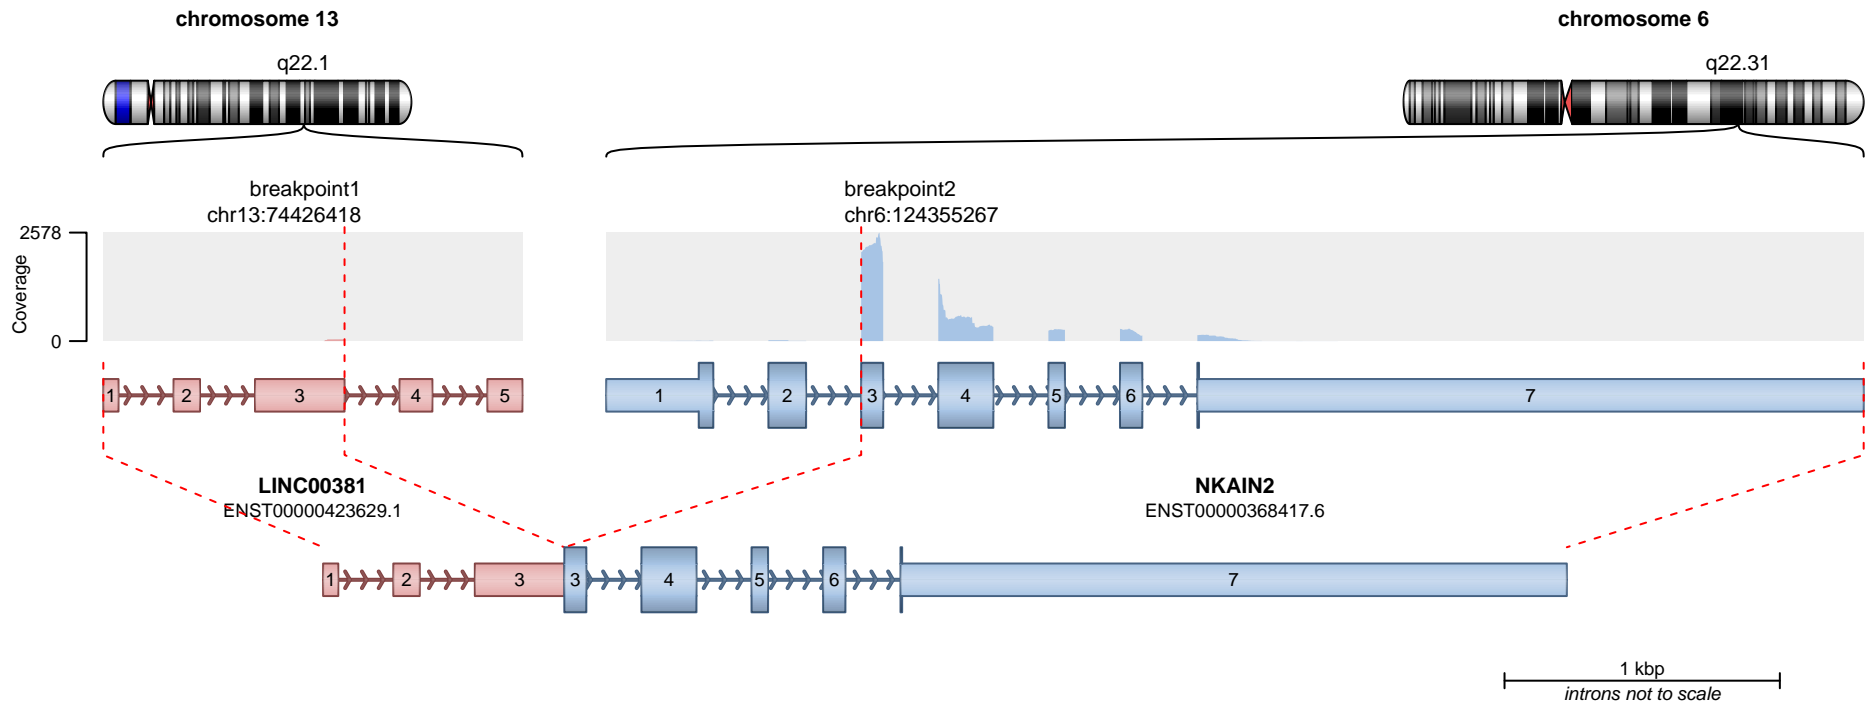 chromosome 13
chromosome 6
q22.1
q22.31
breakpoint1
chr13:74426418
breakpoint2
chr6:124355267
2578
Coverage
0
1 2 3 4 5
1 2 3 4 5 6 7
LINC00381
ENST00000423629.1
NKAIN2
ENST00000368417.6
1 2 3 3 4 5 6 7
1 kbp
introns not to scale